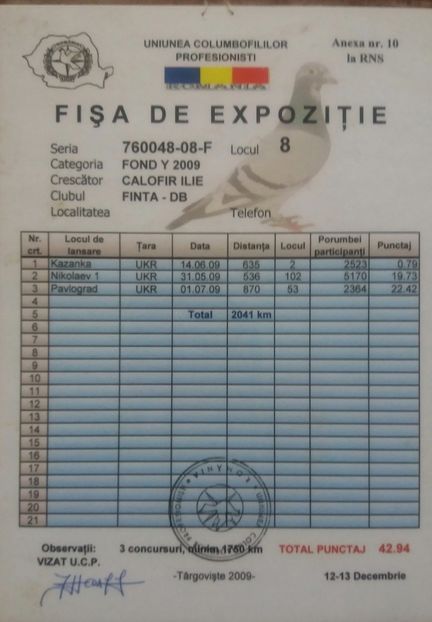 UNIUNEA COLUMBOFILILOR
PROFESIONISTI
Anexa nr. 10
la RNS
ROMANIA
FIŞA DE EXPOZIŢIE
Seria 760048-08-F Locul 8
Categoria FOND Y 2009
Crescător CALOFIR ILIE
Clubul FINTA - DB
Localitatea Telefon
Nr. crt. Locul de lansare Ţara Data Distanţa Locul Porumbei participanţi Punctaj
1 Kazanka UKR 14.06.09 635 2 2523 0.79
2 Nikolaev 1 UKR 31.05.09 536 102 5170 19.73
3 Pavlograd UKR 01.07.09 870 53 2364 22.42
4
5 Total 2041 km
6
7
8
9
10
11
12
13
14
15
16
17
18
19
20
21
Observaţii: 3 concursuri, minim 1750 km TOTAL PUNCTAJ 42.94
VIZAT U.C.P.
-Târgovişte 2009- 12-13 Decembrie